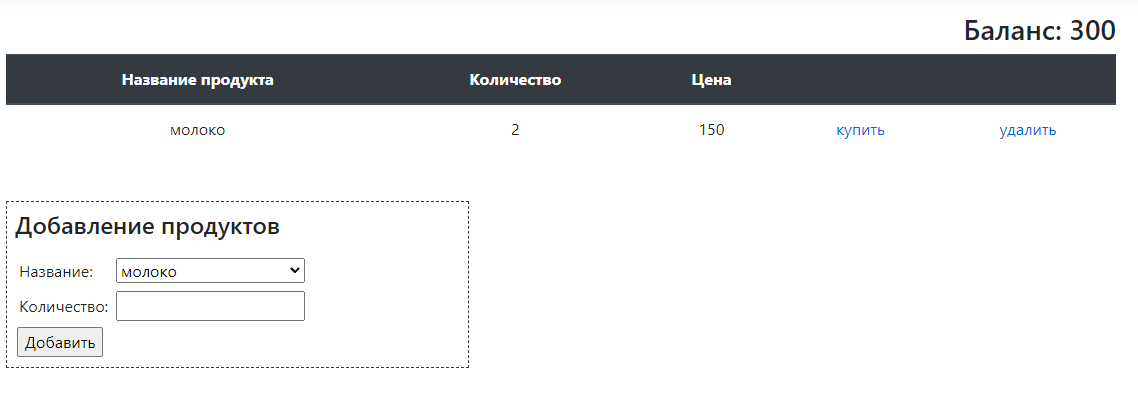 Баланс: 300
Название продукта Количество Цена
молоко 2 150 купить удалить
Добавление продуктов
Название: молоко
Количество:
Добавить